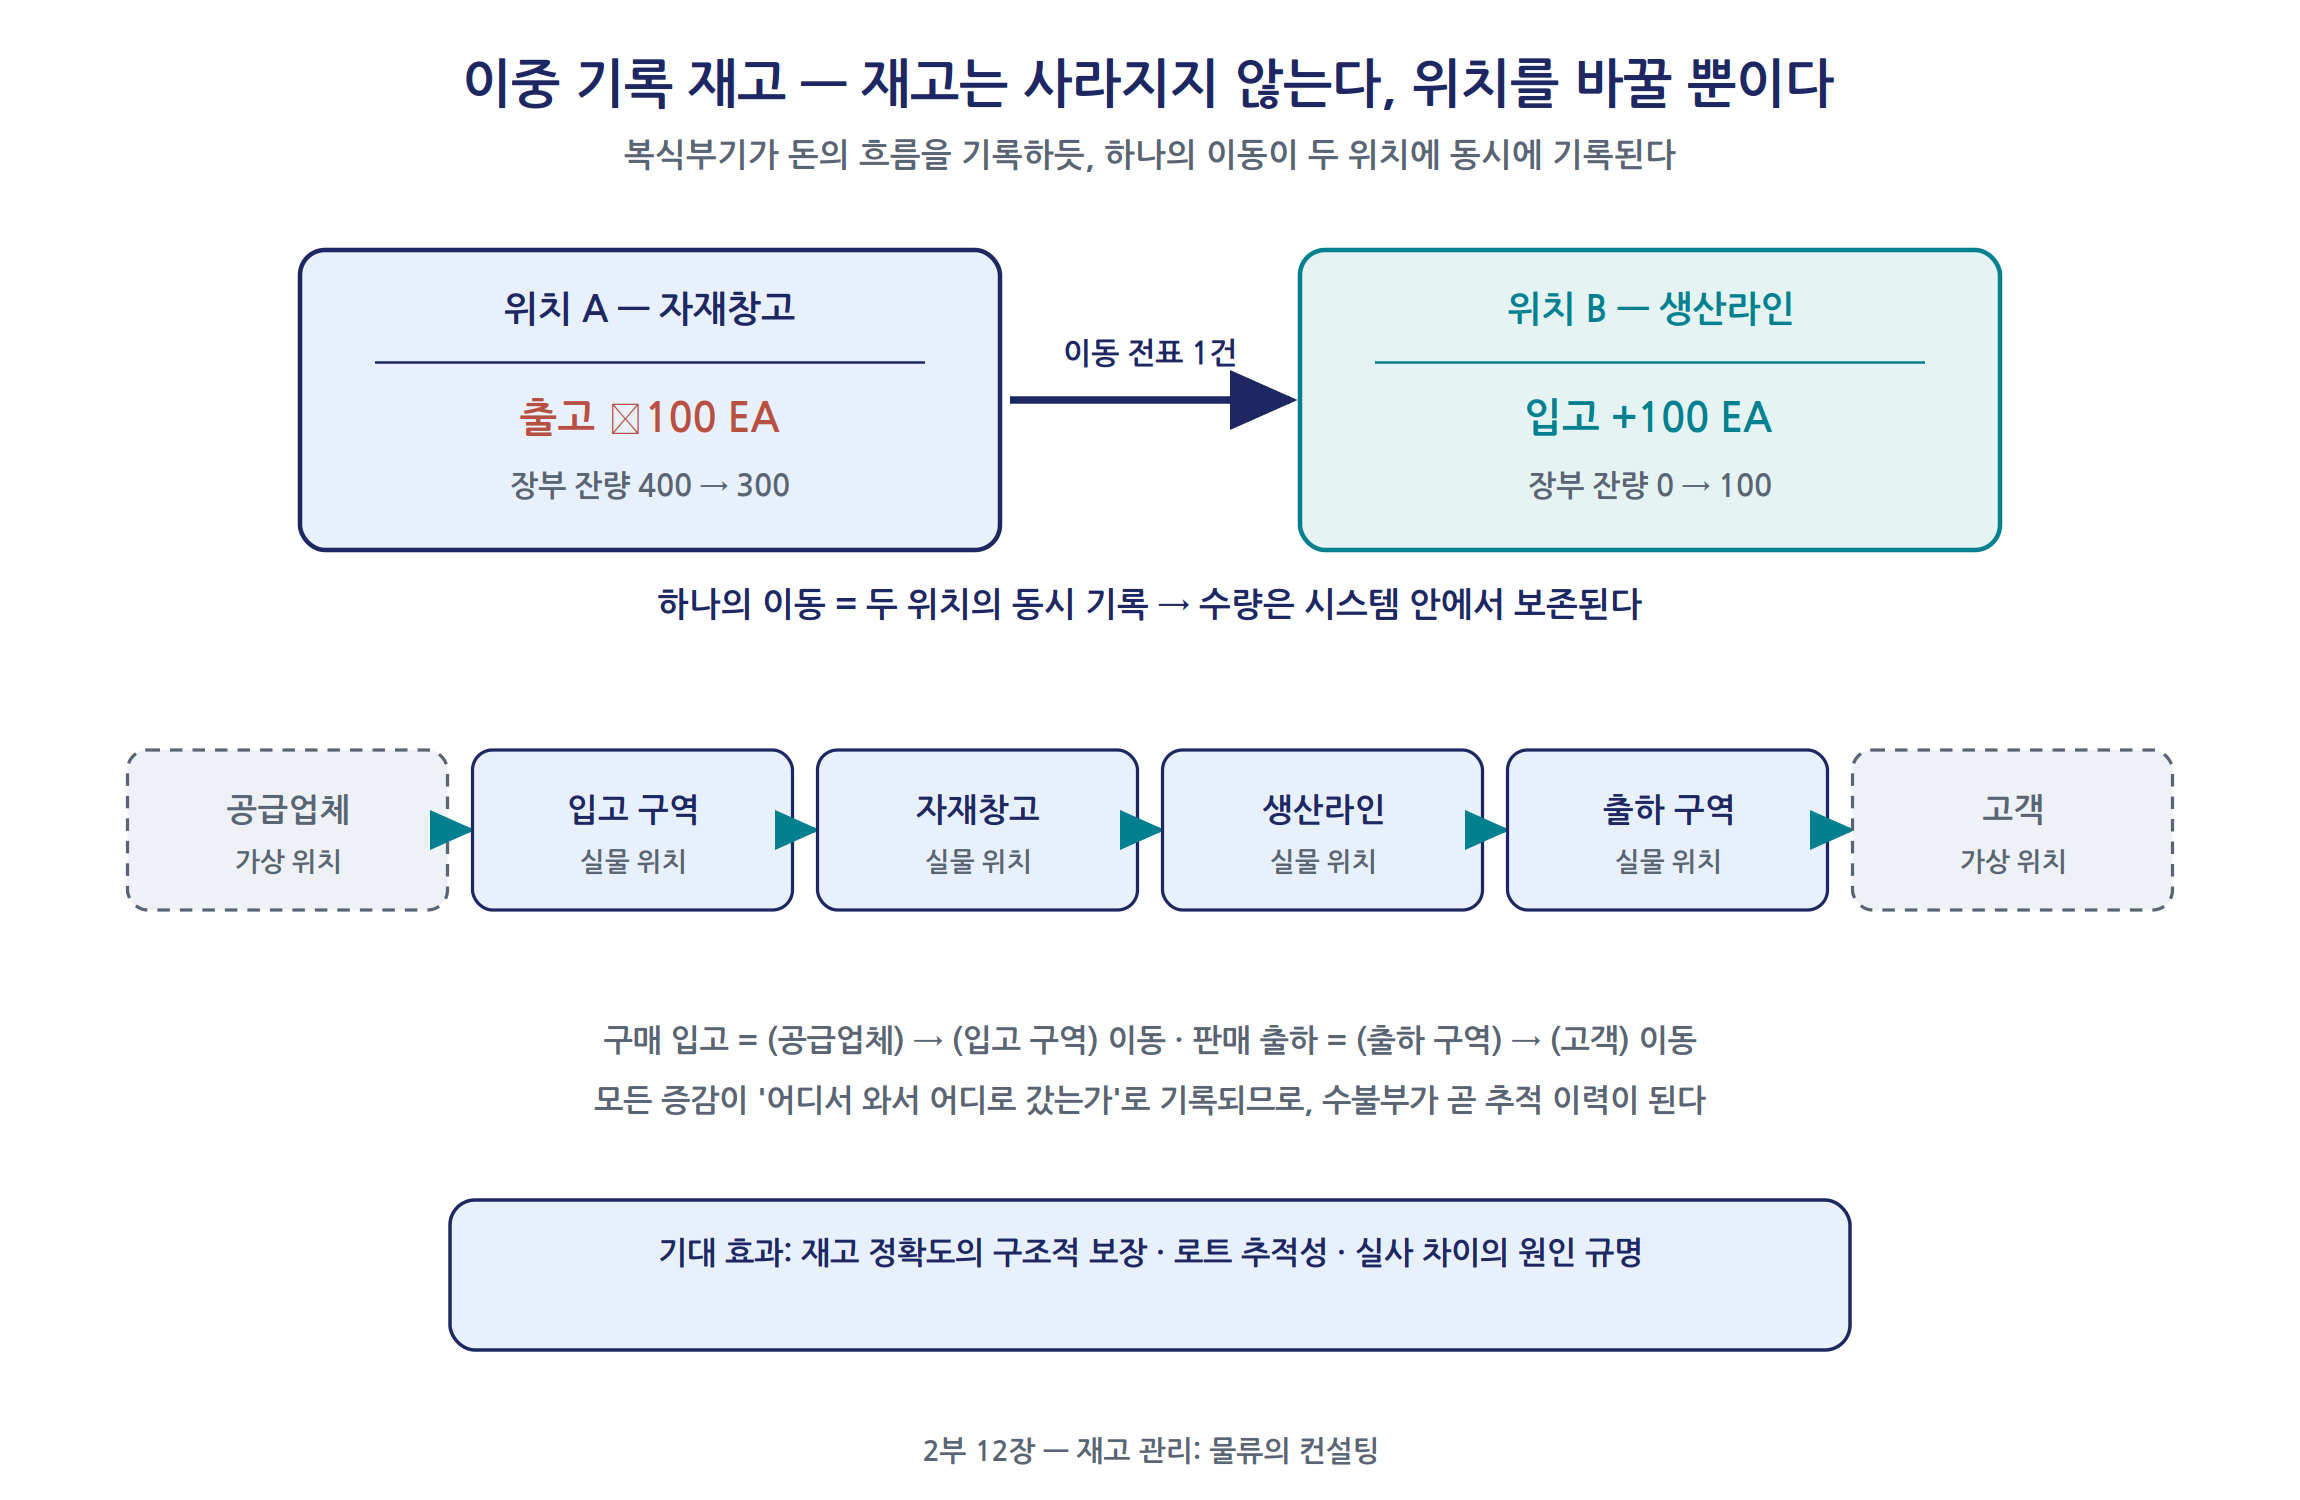 이중 기록 재고 — 재고는 사라지지 않는다, 위치를 바꿀 뿐이다
복식부기가 돈의 흐름을 기록하듯, 하나의 이동이 두 위치에 동시에 기록된다
위치 A — 자재창고
출고 ☒100 EA
장부 잔량 400 → 300
이동 전표 1건
위치 B — 생산라인
입고 +100 EA
장부 잔량 0 → 100
하나의 이동 = 두 위치의 동시 기록 → 수량은 시스템 안에서 보존된다
공급업체
가상 위치
입고 구역
실물 위치
자재창고
실물 위치
생산라인
실물 위치
출하 구역
실물 위치
고객
가상 위치
구매 입고 = (공급업체) → (입고 구역) 이동 · 판매 출하 = (출하 구역) → (고객) 이동
모든 증감이 '어디서 와서 어디로 갔는가'로 기록되므로, 수불부가 곧 추적 이력이 된다
기대 효과: 재고 정확도의 구조적 보장 · 로트 추적성 · 실사 차이의 원인 규명
2부 12장 — 재고 관리: 물류의 컨설팅